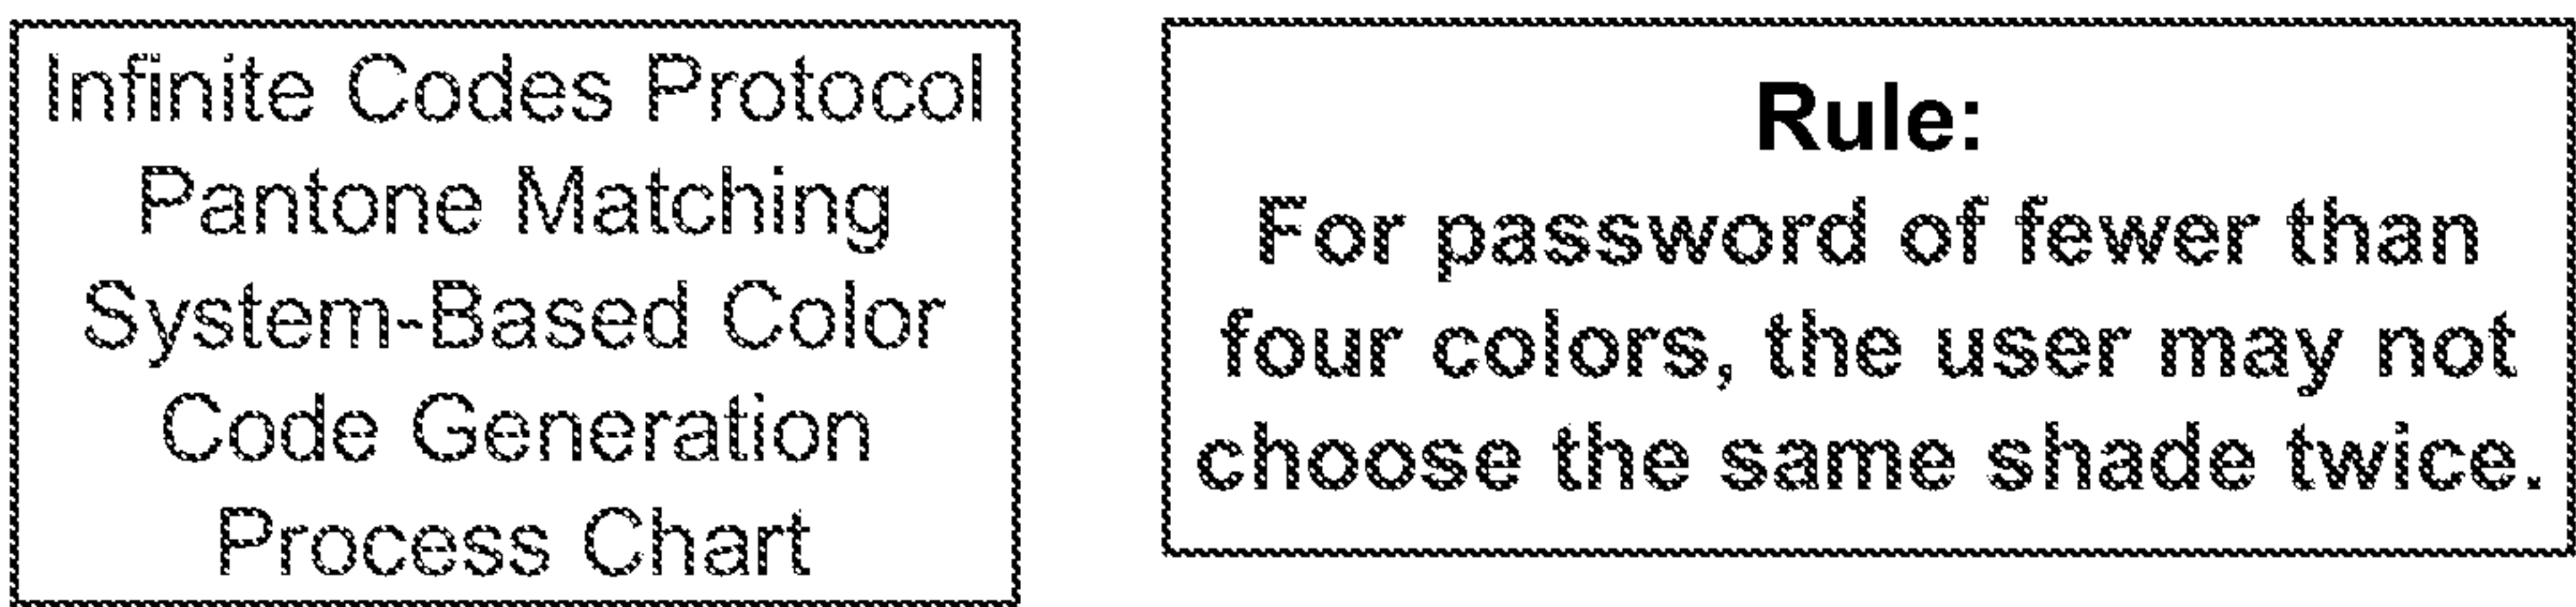 Infinite Codes Protocol
Pantone Matching
System-Based Color
Code Generation
Process Chart
Rule:
For password of fewer than
four colors, the user may not
choose the same shade twice.